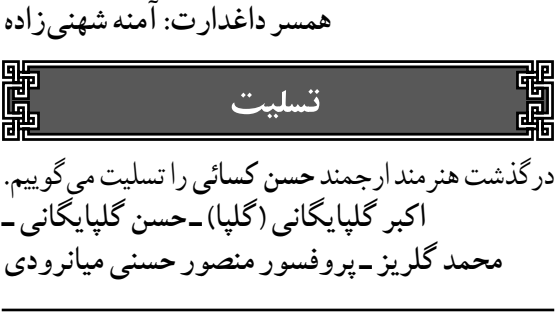 همسر داغدارت: آمنه شهنی‌زاده
تسلیت
درگذشت هنرمند ارجمند حسن کسائی را تسلیت می‌گوییم.
اکبر گلپایگانی (گلپا) ـ حسن گلپایگانی ـ
محمد گلریز ـ پروفسور منصور حسنی میانرودی